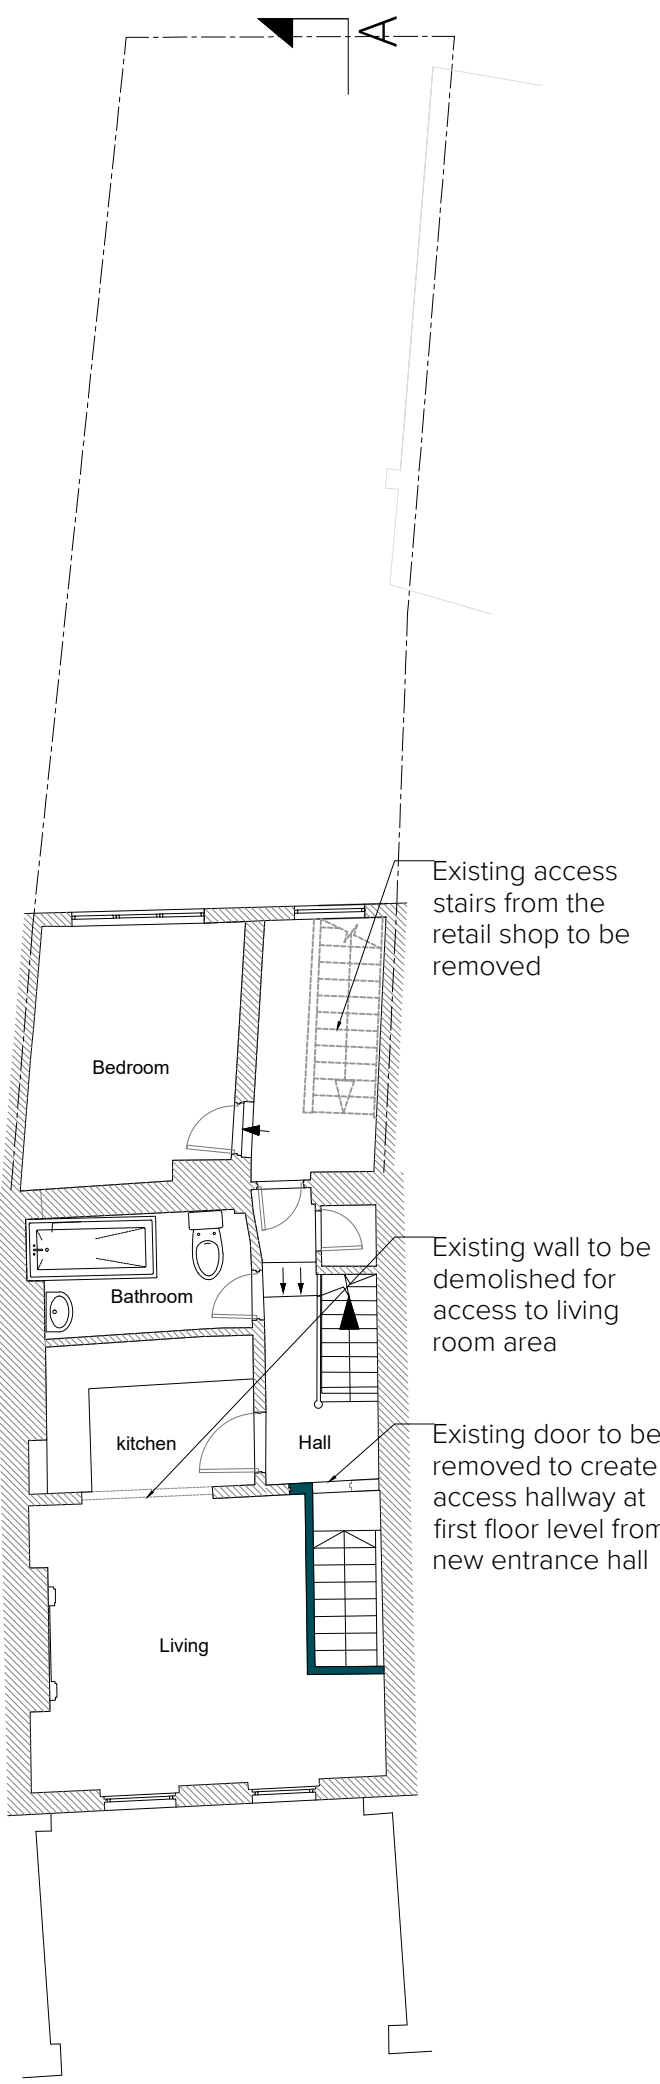 A
Existing access
stairs from the
retail shop to be
removed
Bedroom
Existing wall to be
demolished for
access to living
room area
Bathroom
kitchen
Hall
Existing door to be
removed to create
access hallway at
first floor level from
new entrance hall
Living